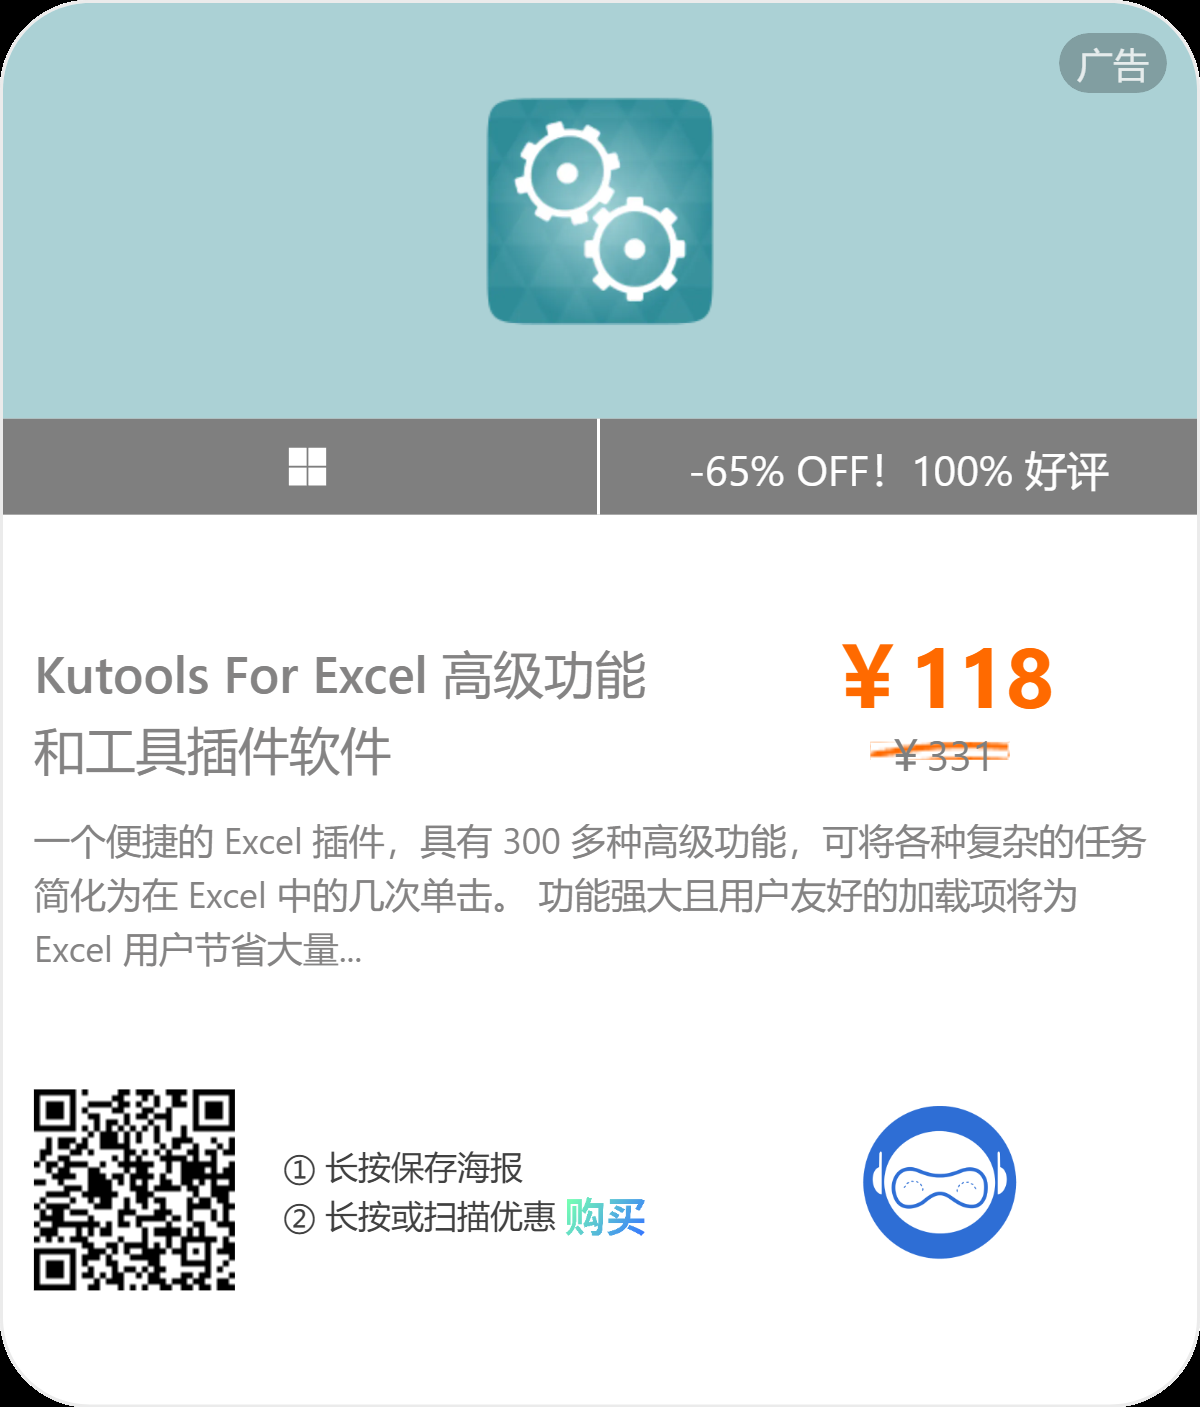 广告
-65% OFF！100% 好评
Kutools For Excel 高级功能
和工具插件软件
￥118
￥331
一个便捷的 Excel 插件，具有 300 多种高级功能，可将各种复杂的任务
简化为在 Excel 中的几次单击。 功能强大且用户友好的加载项将为
Excel 用户节省大量...
① 长按保存海报
② 长按或扫描优惠 购买